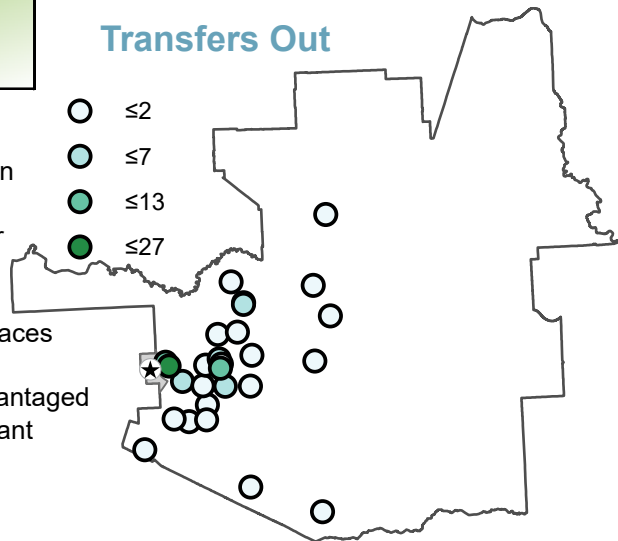 Transfers Out
≤2
≤7
n
≤13
r
≤27
aces
antaged
ant